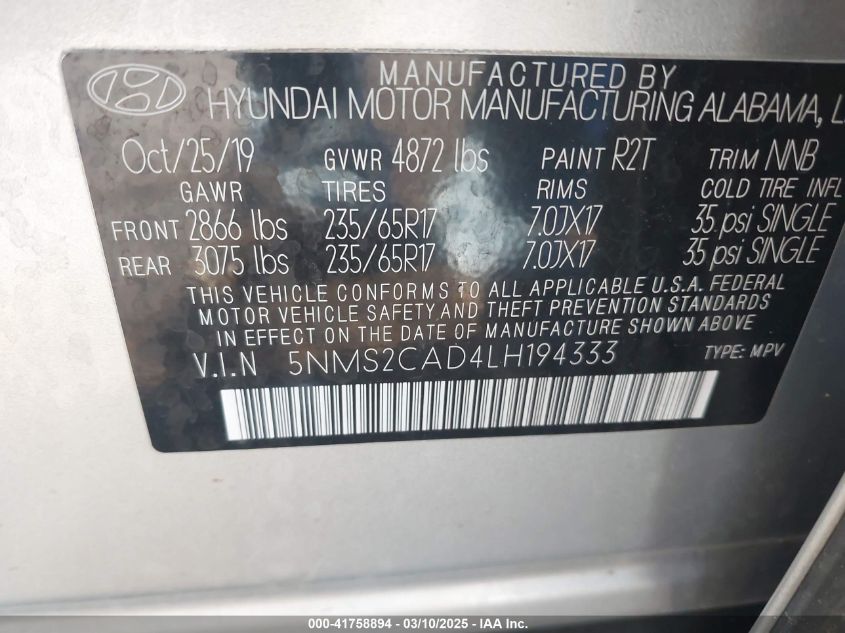 MANUFACTURED BY
HYUNDAI MOTOR MANUFACTURING ALABAMA,
Oct/25/19 GVWR 4872 lbs PAINT R2T TRIM NNB
GAWR TIRES RIMS COLD TIRE INFL
FRONT 2866 lbs 235/65R17 7.0JX17 35 psi SINGLE
REAR 3075 lbs 235/65R17 7.0JX17 35 psi SINGLE
THIS VEHICLE CONFORMS TO ALL APPLICABLE U.S.A. FEDERAL
MOTOR VEHICLE SAFETY AND THEFT PREVENTION STANDARDS
IN EFFECT ON THE DATE OF MANUFACTURE SHOWN ABOVE
V.I.N 5NMS2CAD4LH194333 TYPE: MPV
000-41758894 — 03/10/2025 — IAA Inc.